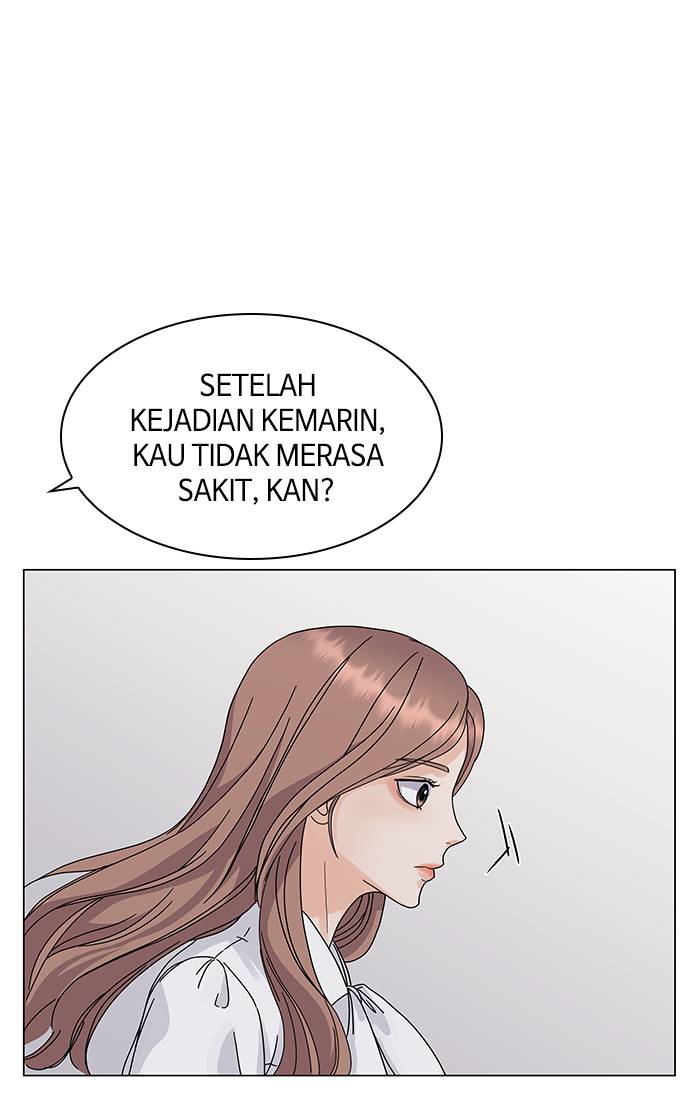 SETELAH
KEJADIAN KEMARIN,
KAU TIDAK MERASA
SAKIT, KAN?